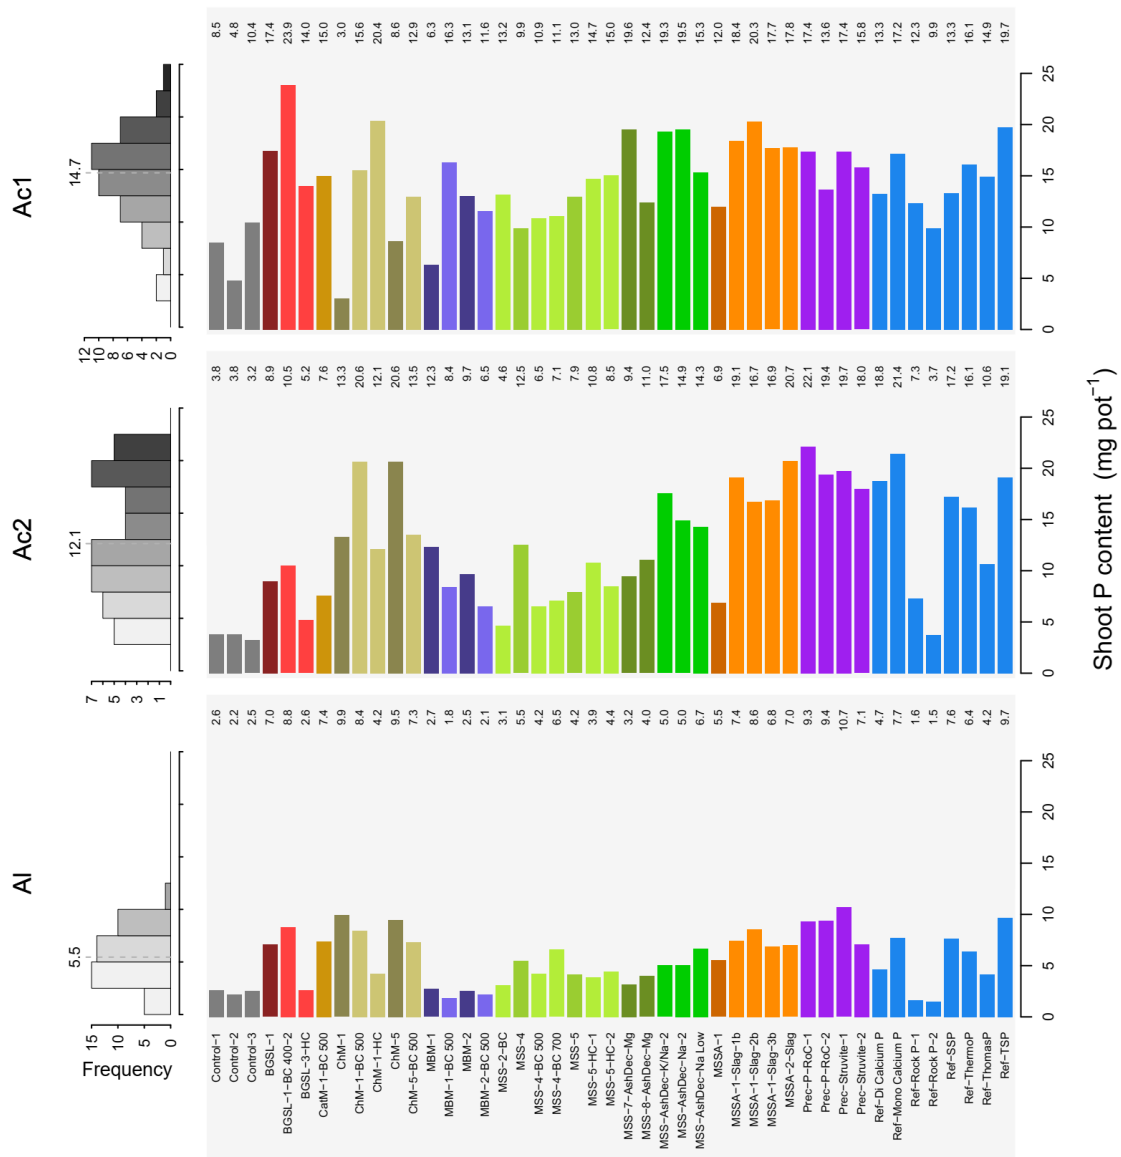 Al Ac2 Ac1
5.5 12.1 14.7
Frequency
15 10 5 0
7 5 3 1
12 10 8 6 4 2 0
Control-1 2.6 3.8 8.5
Control-2 2.2 3.8 4.8
Control-3 2.5 3.2 10.4
BGSL-1 7.0 8.9 17.4
BGSL-1-BC 400-2 8.8 10.5 23.9
BGSL-3-HC 2.6 5.2 14.0
CatM-1-BC 500 7.4 7.6 15.0
ChM-1 9.9 13.3 3.0
ChM-1-BC 500 8.4 20.6 15.6
ChM-1-HC 4.2 12.1 20.4
ChM-5 9.5 20.6 8.6
ChM-5-BC 500 7.3 13.5 12.9
MBM-1 2.7 12.3 6.3
MBM-1-BC 500 1.8 8.4 16.3
MBM-2 2.5 9.7 13.1
MBM-2-BC 500 2.1 6.5 11.6
MSS-2-BC 3.1 4.6 13.2
MSS-4 5.5 12.5 9.9
MSS-4-BC 500 4.2 6.5 10.9
MSS-4-BC 700 6.5 7.1 11.1
MSS-5 4.2 7.9 13.0
MSS-5-HC-1 3.9 10.8 14.7
MSS-5-HC-2 4.4 8.5 15.0
MSS-7-AshDec-Mg 3.2 9.4 19.6
MSS-8-AshDec-Mg 4.0 11.0 12.4
MSS-AshDec-K/Na-2 5.0 17.5 19.3
MSS-AshDec-Na-2 5.0 14.9 19.5
MSS-AshDec-Na Low 6.7 14.3 15.3
MSSA-1 5.5 6.9 12.0
MSSA-1-Slag-1b 7.4 19.1 18.4
MSSA-1-Slag-2b 8.6 16.7 20.3
MSSA-1-Slag-3b 6.8 16.9 17.7
MSSA-2-Slag 7.0 20.7 17.8
Prec-P-RoC-1 9.3 22.1 17.4
Prec-P-RoC-2 9.4 19.4 13.6
Prec-Struvite-1 10.7 19.7 17.4
Prec-Struvite-2 7.1 18.0 15.8
Ref-Di Calcium P 4.7 18.8 13.3
Ref-Mono Calcium P 7.7 21.4 17.2
Ref-Rock P-1 1.6 7.3 12.3
Ref-Rock P-2 1.5 3.7 9.9
Ref-SSP 7.6 17.2 13.3
Ref-ThermoP 6.4 16.1 16.1
Ref-ThomasP 4.2 10.6 14.9
Ref-TSP 9.7 19.1 19.7
0 5 10 15 20 25 0 5 10 15 20 25 0 5 10 15 20 25
Shoot P content (mg pot⁻¹)